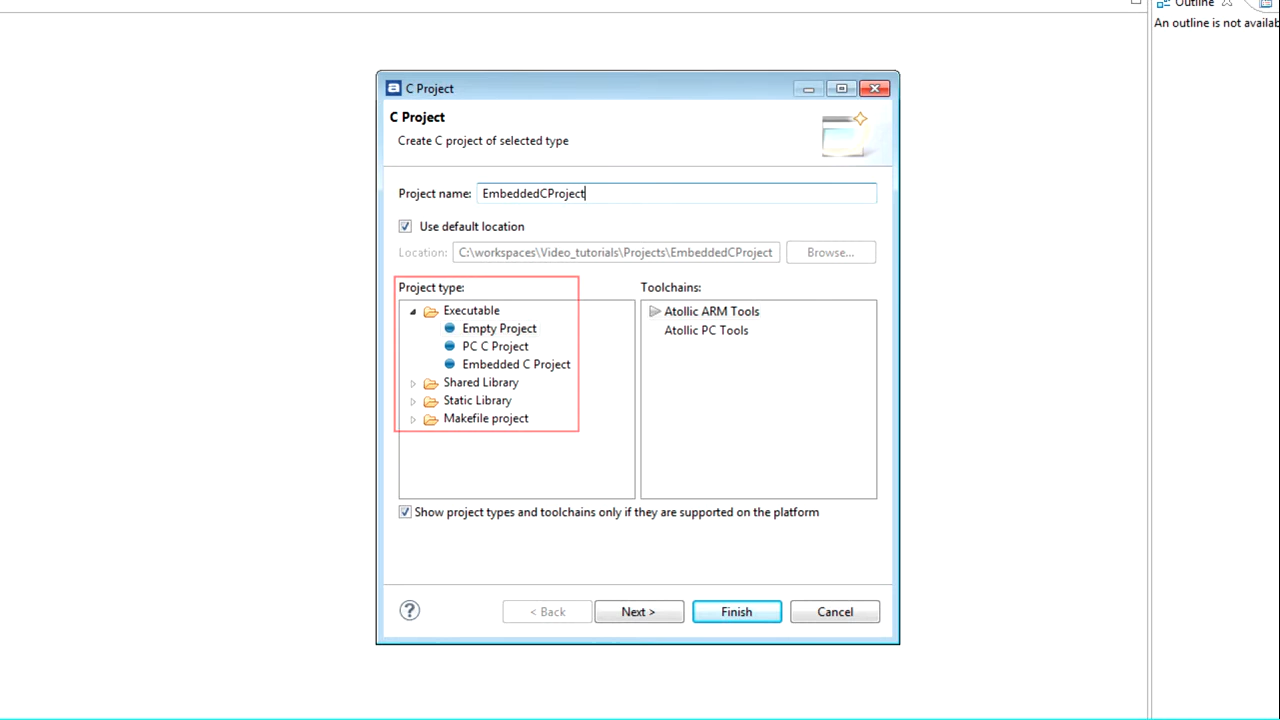 Outline
An outline is not availab
C Project
C Project
Create C project of selected type
Project name: EmbeddedCProject
Use default location
Location: C:\workspaces\Video_tutorials\Projects\EmbeddedCProject Browse...
Project type: Toolchains:
Executable
Empty Project
PC C Project
Embedded C Project
Shared Library
Static Library
Makefile project
Atollic ARM Tools
Atollic PC Tools
Show project types and toolchains only if they are supported on the platform
< Back Next > Finish Cancel